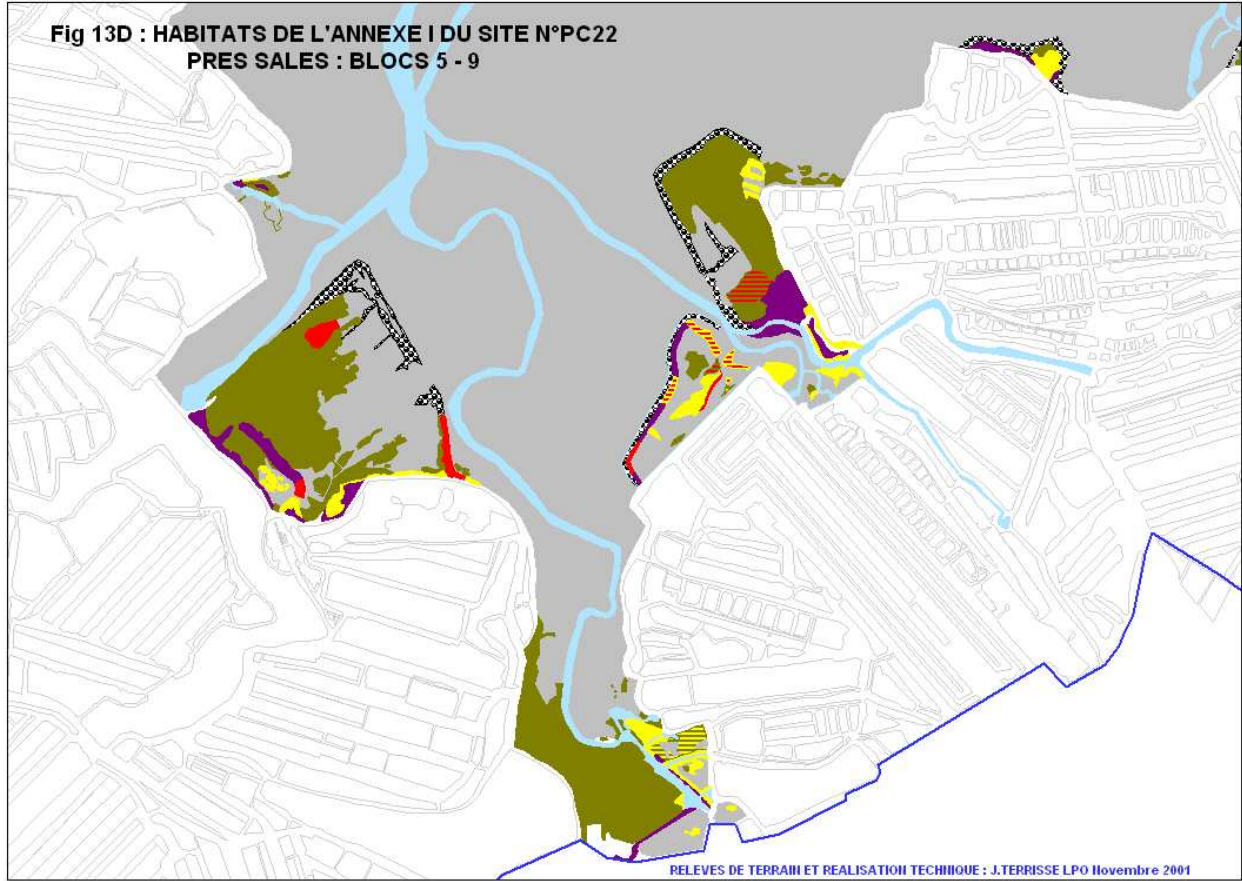 Fig 13D : HABITATS DE L'ANNEXE I DU SITE N°PC22
PRES SALES : BLOCS 5 - 9
RELEVES DE TERRAIN ET REALISATION TECHNIQUE : J.TERRISSE LPO Novembre 2001